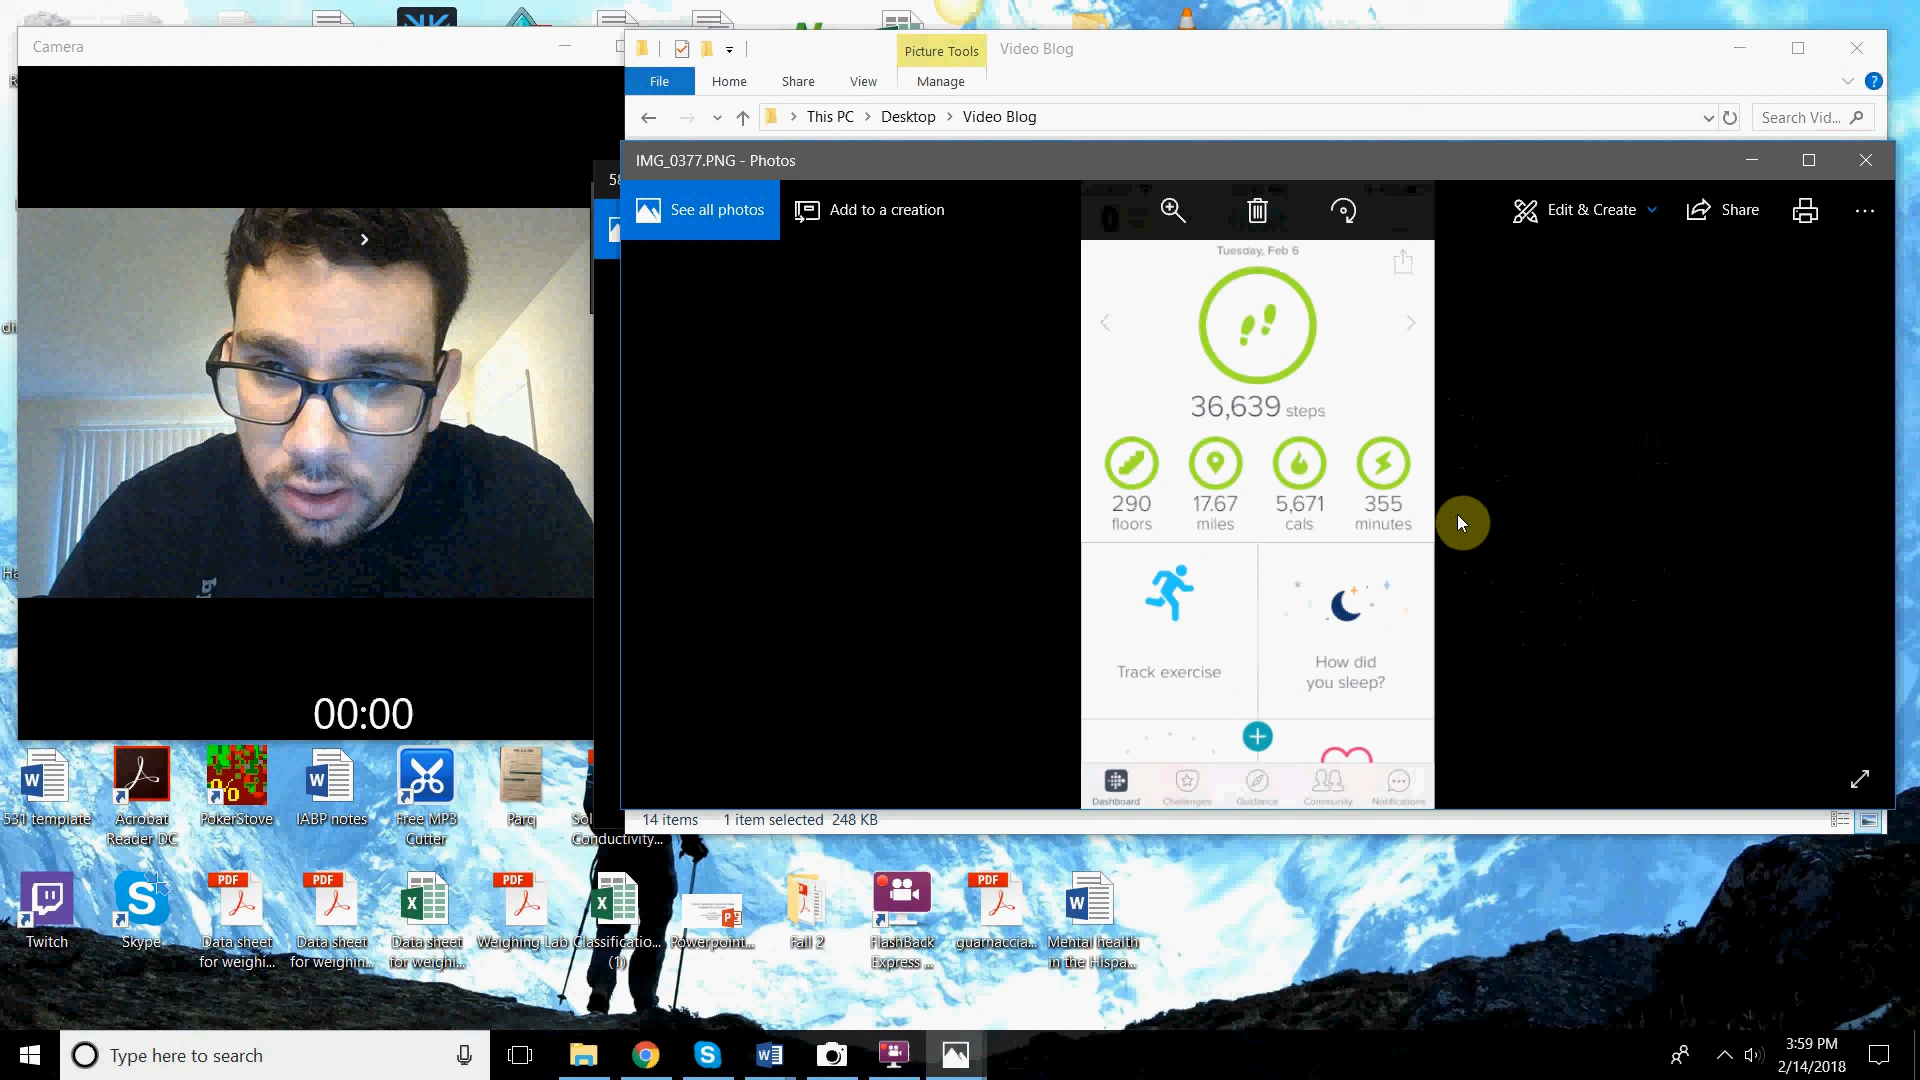 Camera
Picture Tools
Video Blog
File
Home
Share
View
Manage
This PC
Desktop
Video Blog
Search Vid...
IMG_0377.PNG - Photos
See all photos
Add to a creation
Edit & Create
Share
Tuesday, Feb 6
36,639 steps
290
floors
17.67
miles
5,671
cals
355
minutes
Track exercise
How did
you sleep?
Dashboard
Challenges
Guidance
Community
Notifications
14 items
1 item selected 248 KB
00:00
531 template
Acrobat
Reader DC
PokerStove
IABP notes
Free MP3
Cutter
Parq
Sol
Conductivity...
Twitch
Skype
Data sheet
for weighi...
Data sheet
for weighin...
Data sheet
for weighi...
Weighing Lab
Classificatio...
(1)
Powerpoint...
Fall 2
FlashBack
Express ...
guarnaccia...
Mental health
in the Hispa...
Type here to search
3:59 PM
2/14/2018